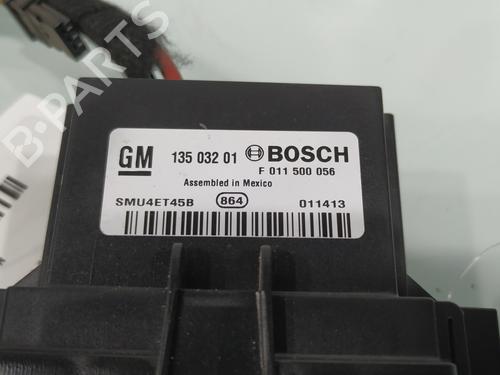 GM 135 032 01 BOSCH
F 011 500 056
Assembled in Mexico
SMU4ET45B 864 011413
B-PARTS